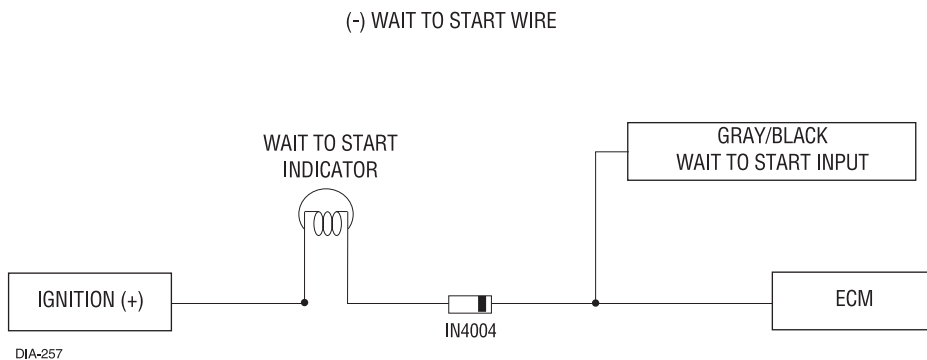 (-) WAIT TO START WIRE
WAIT TO START
INDICATOR
GRAY/BLACK
WAIT TO START INPUT
IGNITION (+)
IN4004
ECM
DIA-257